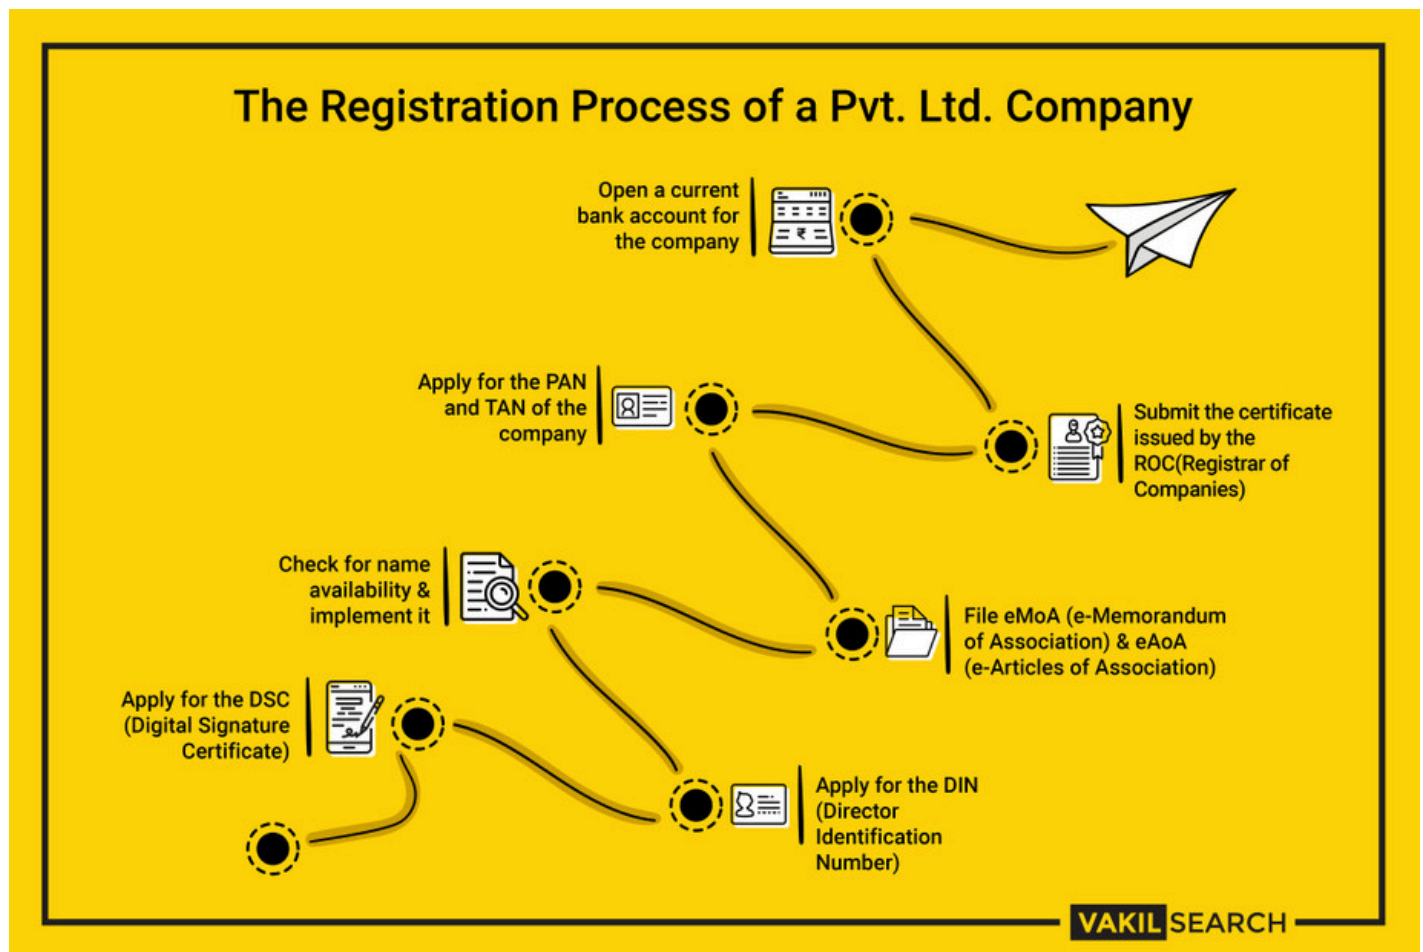 The Registration Process of a Pvt. Ltd. Company
Open a current
bank account for
the company
₹
Apply for the PAN
and TAN of the
company
Submit the certificate
issued by the
ROC(Registrar of
Companies)
Check for name
availability &
implement it
File eMoA (e-Memorandum
of Association) & eAoA
(e-Articles of Association)
Apply for the DSC
(Digital Signature
Certificate)
Apply for the DIN
(Director
Identification
Number)
VAKILSEARCH